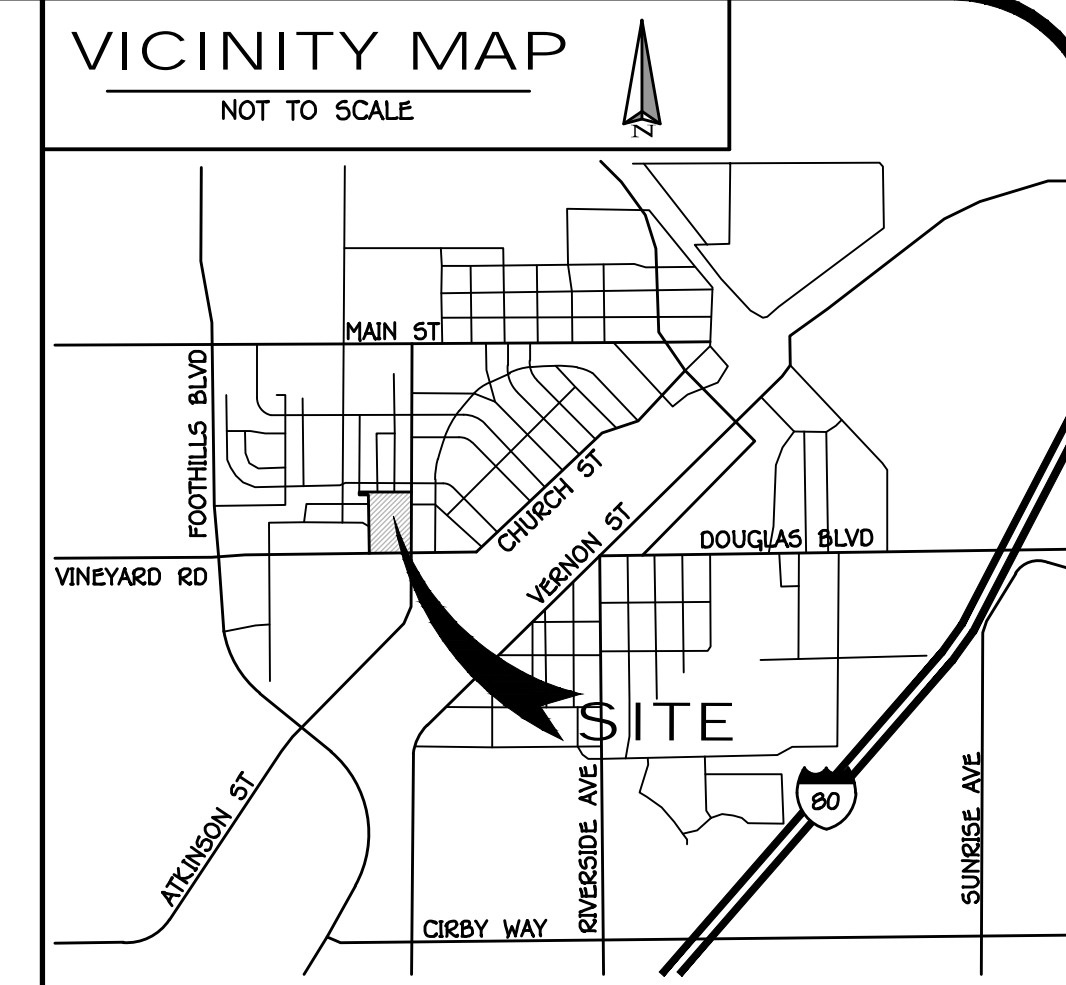 VICINITY MAP
NOT TO SCALE
N
MAIN ST
FOOTHILLS BLVD
CHURCH ST
VERNON ST
DOUGLAS BLVD
VINEYARD RD
SITE
ATKINSON ST
RIVERSIDE AVE
80
SUNRISE AVE
CIRBY WAY